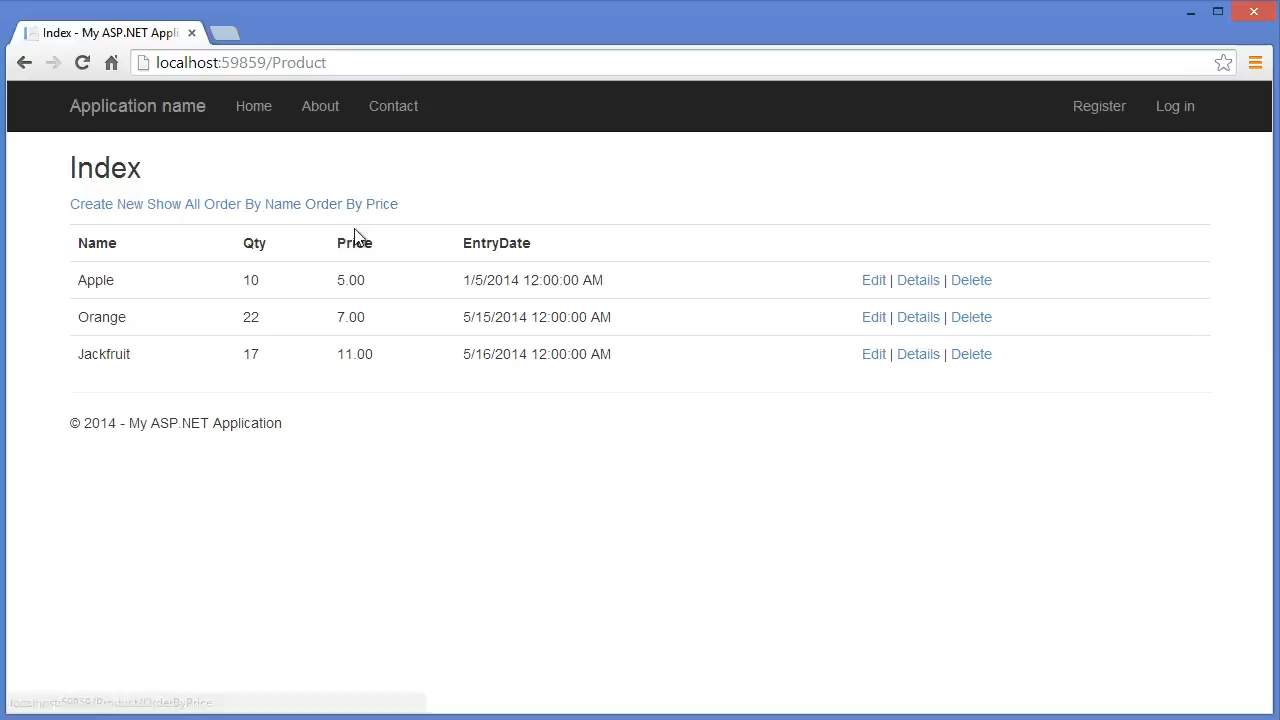 Index - My ASP.NET Appli
localhost:59859/Product
Application name Home About Contact Register Log in
Index
Create New Show All Order By Name Order By Price
Name Qty Price EntryDate
Apple 10 5.00 1/5/2014 12:00:00 AM Edit | Details | Delete
Orange 22 7.00 5/15/2014 12:00:00 AM Edit | Details | Delete
Jackfruit 17 11.00 5/16/2014 12:00:00 AM Edit | Details | Delete
© 2014 - My ASP.NET Application
localhost:59859/Product/OrderByPrice